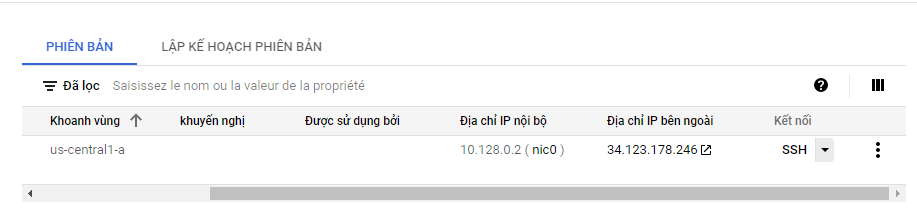 PHIÊN BẢN LẬP KẾ HOẠCH PHIÊN BẢN
Đã lọc Saisissez le nom ou la valeur de la propriété
Khoanh vùng khuyến nghị Được sử dụng bởi Địa chỉ IP nội bộ Địa chỉ IP bên ngoài Kết nối
us-central1-a 10.128.0.2 ( nic0 ) 34.123.178.246 SSH